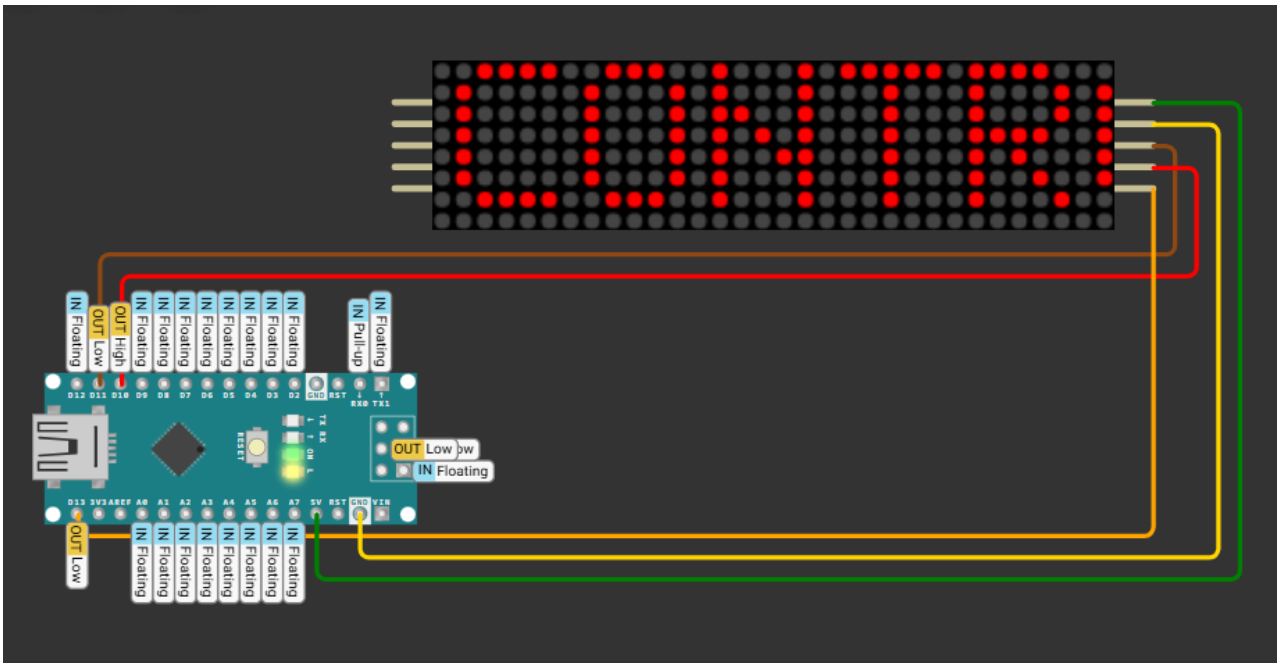 CONTR
IN Floating
OUT Low
OUT High
IN Floating
IN Floating
IN Floating
IN Floating
IN Floating
IN Floating
IN Floating
IN Floating
IN Pull-up
IN Floating
D12 D11 D10 D9 D8 D7 D6 D5 D4 D3 D2 GND RST RX0 TX1
RESET
TX
RX
ON
L
OUT Low
IN Floating
D13 3V3 AREF A0 A1 A2 A3 A4 A5 A6 A7 5V RST GND VIN
OUT Low
IN Floating
IN Floating
IN Floating
IN Floating
IN Floating
IN Floating
IN Floating
IN Floating